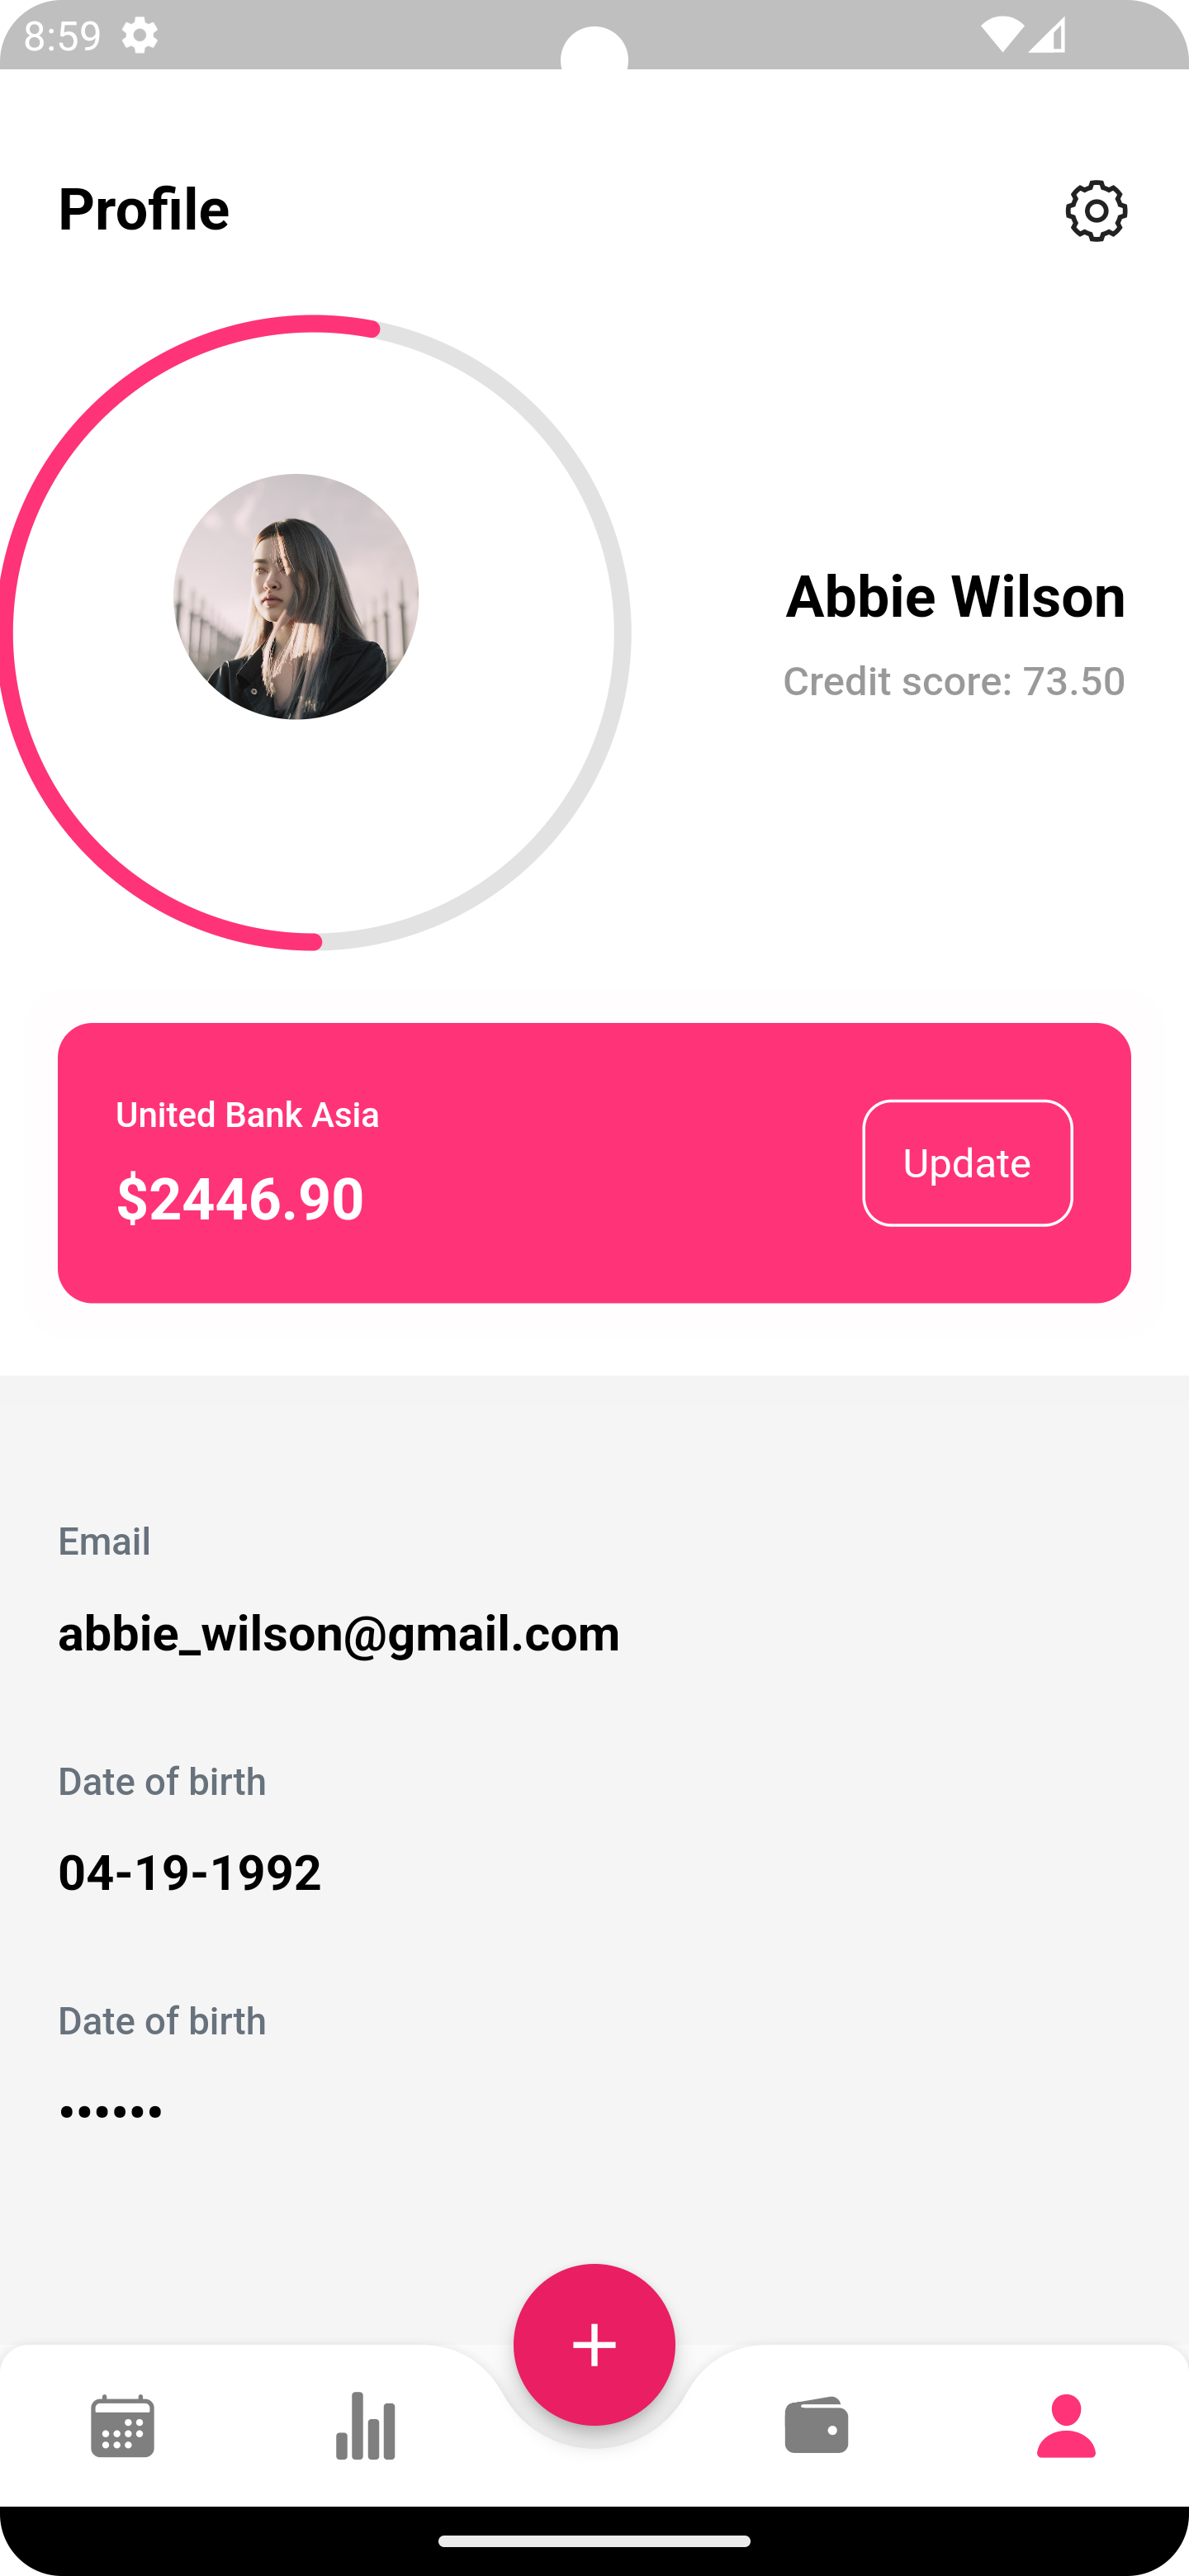 8:59
Profile
Abbie Wilson
Credit score: 73.50
United Bank Asia
$2446.90
Update
Email
abbie_wilson@gmail.com
Date of birth
04-19-1992
Date of birth
••••••